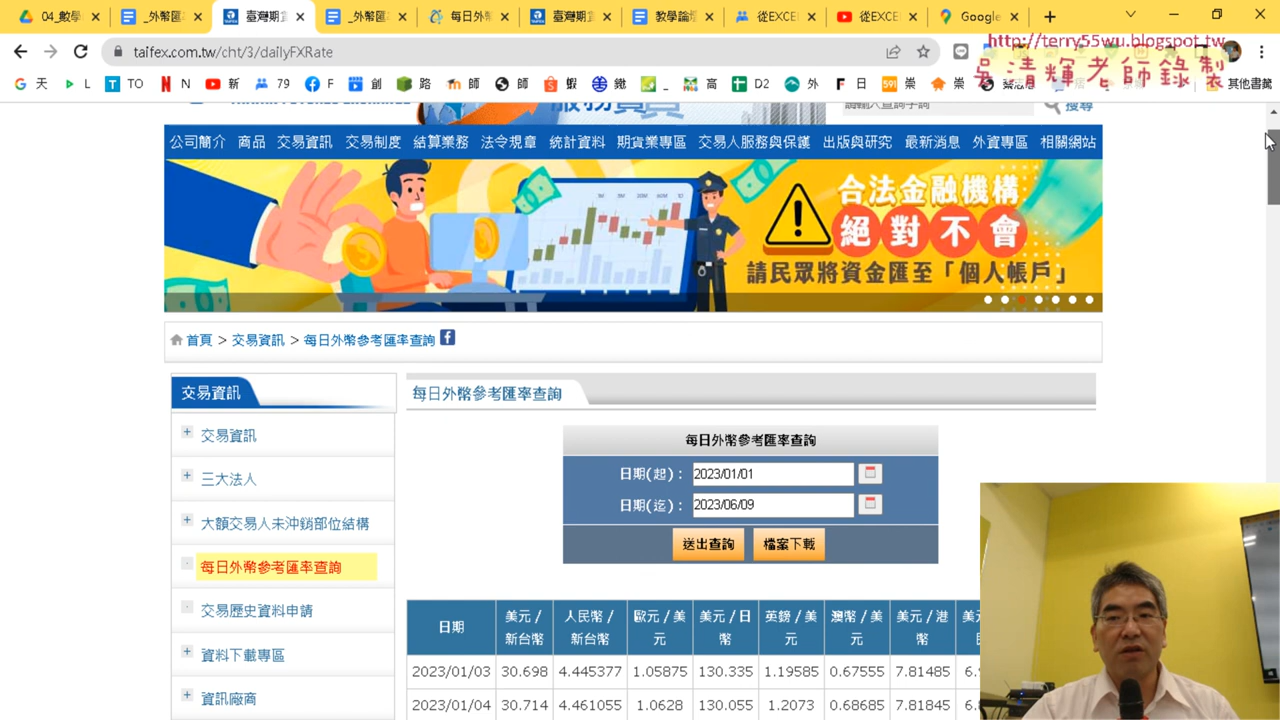 04_數學
_外幣匯
臺灣期貨
_外幣匯
每日外
臺灣期
教學論壇
從EXCE
從EXCE
Google
taifex.com.tw/cht/3/dailyFXRate
http://terry55wu.blogspot.tw
吳清輝老師錄製
天
L
TO
N
新
79
F
創
師
師
蝦
高
D2
外
日
崇
崇
其他書籤
搜尋
公司簡介 商品 交易資訊 交易制度 結算業務 法令規章 統計資料 期貨業專區 交易人服務與保護 出版與研究 最新消息 外資專區 相關網站
合法金融機構
絕對不會
請民眾將資金匯至「個人帳戶」
首頁 > 交易資訊 > 每日外幣參考匯率查詢
交易資訊
每日外幣參考匯率查詢
交易資訊
三大法人
大額交易人未沖銷部位結構
每日外幣參考匯率查詢
交易歷史資料申請
資料下載專區
資訊廠商
每日外幣參考匯率查詢
日期(起)： 2023/01/01
日期(迄)： 2023/06/09
送出查詢 檔案下載
日期 美元／新台幣 人民幣／新台幣 歐元／美元 美元／日幣 英鎊／美元 澳幣／美元 美元／港幣
2023/01/03 30.698 4.445377 1.05875 130.335 1.19585 0.67555 7.81485
2023/01/04 30.714 4.461055 1.0628 130.055 1.2073 0.68685 7.81845